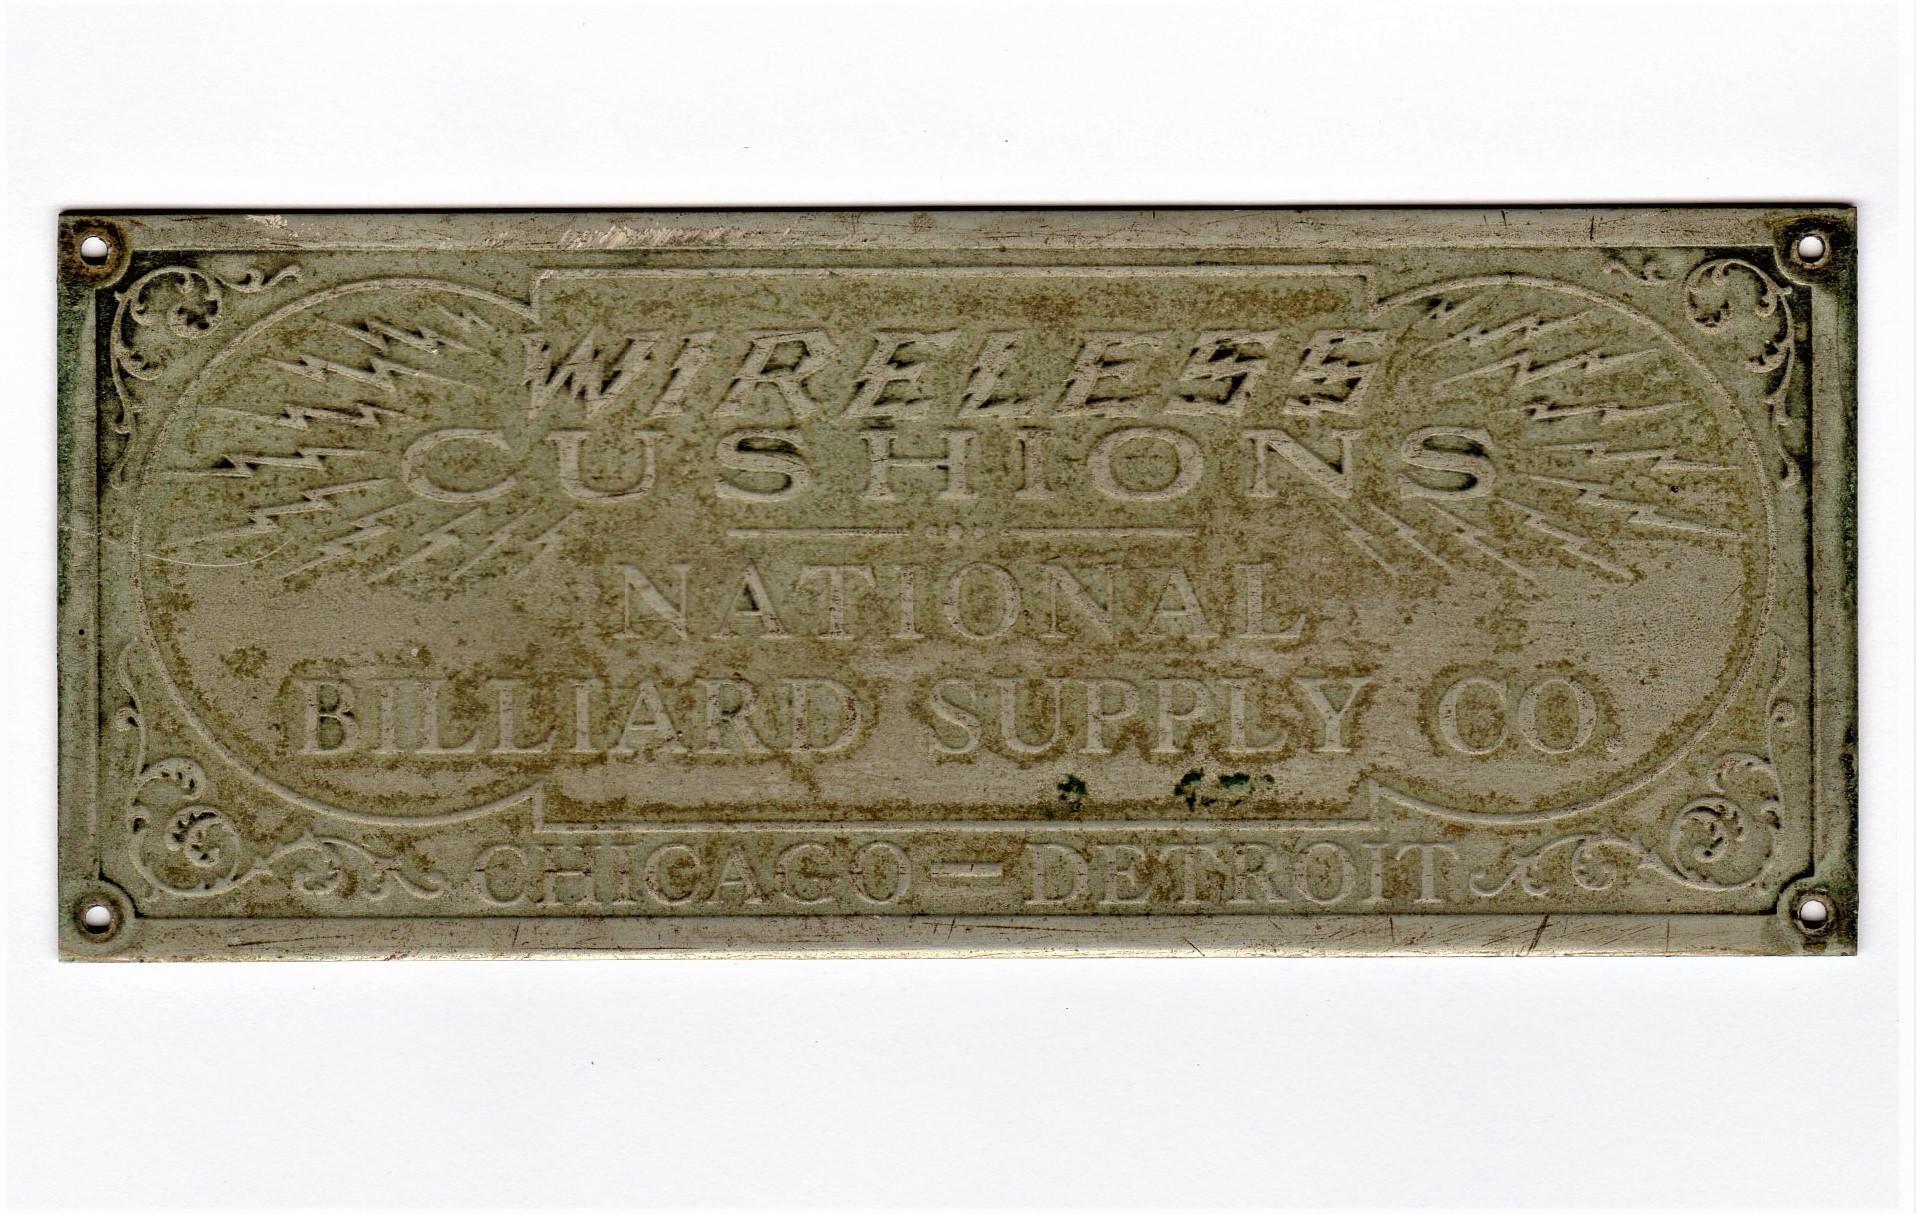 WIRELESS
CUSHIONS
NATIONAL
BILLIARD SUPPLY CO.
CHICAGO — DETROIT